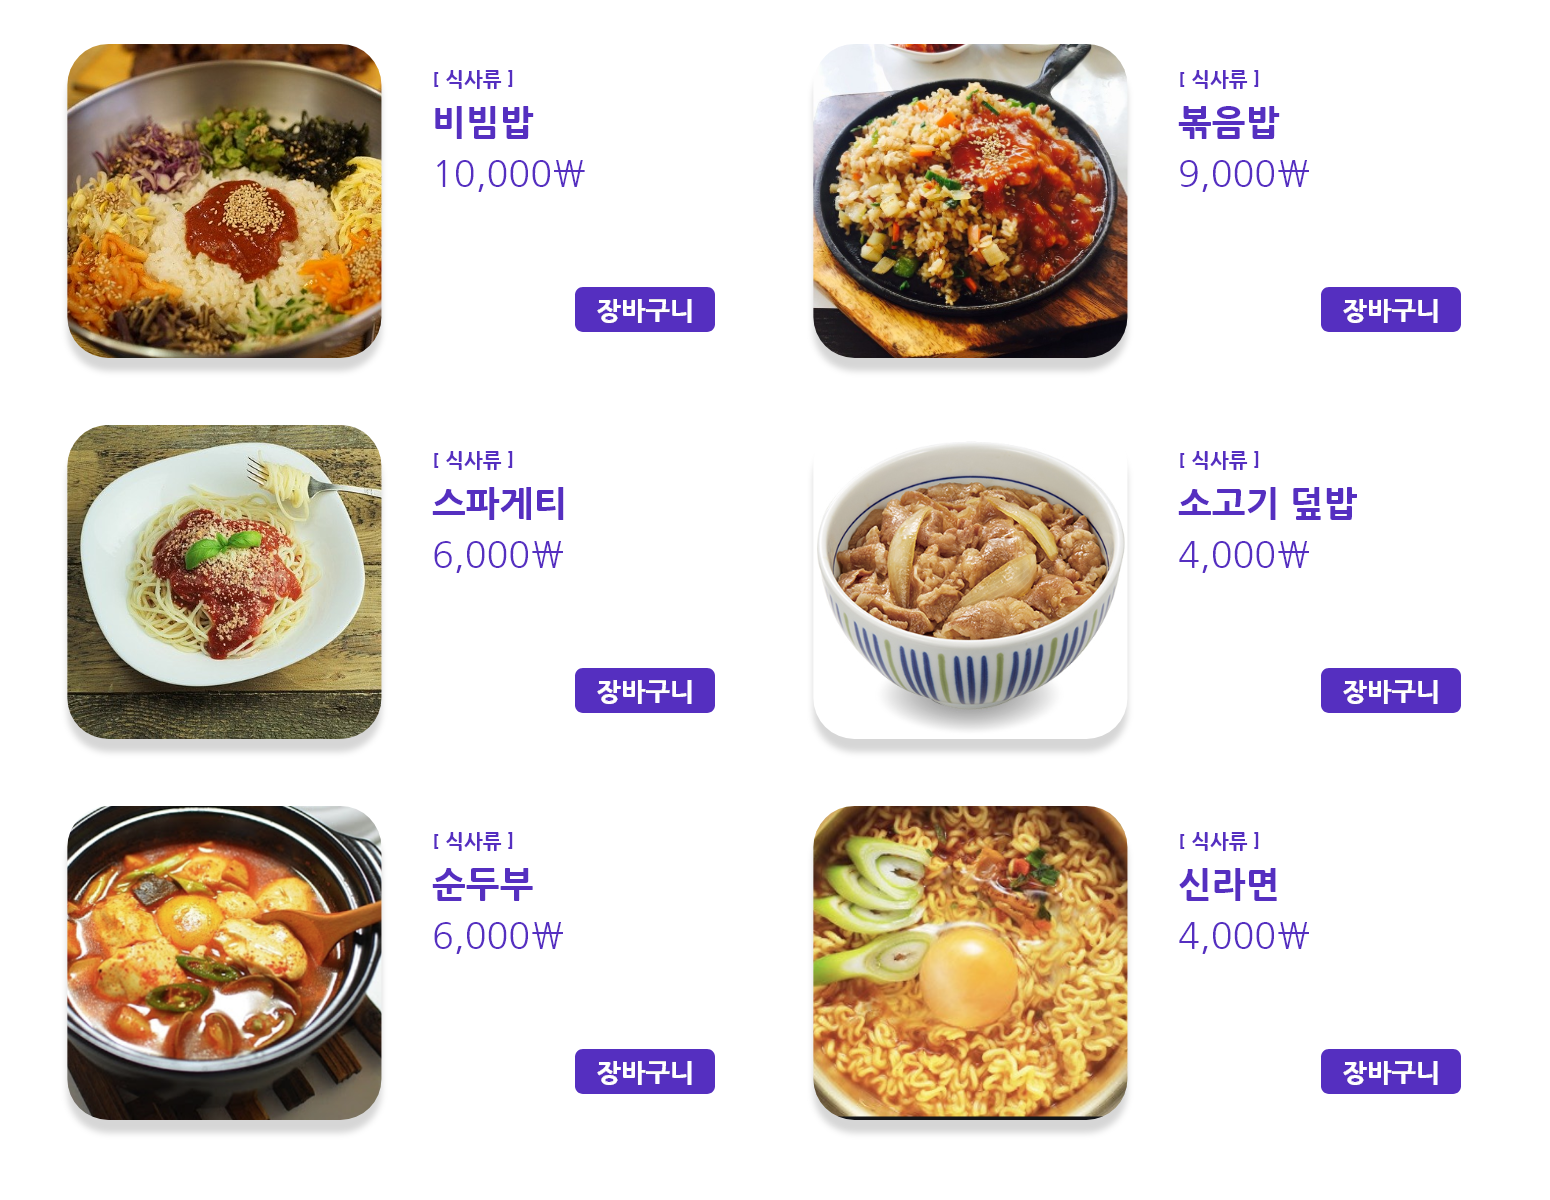 [ 식사류 ]
비빔밥
10,000₩
장바구니
[ 식사류 ]
볶음밥
9,000₩
장바구니
[ 식사류 ]
스파게티
6,000₩
장바구니
[ 식사류 ]
소고기 덮밥
4,000₩
장바구니
[ 식사류 ]
순두부
6,000₩
장바구니
[ 식사류 ]
신라면
4,000₩
장바구니